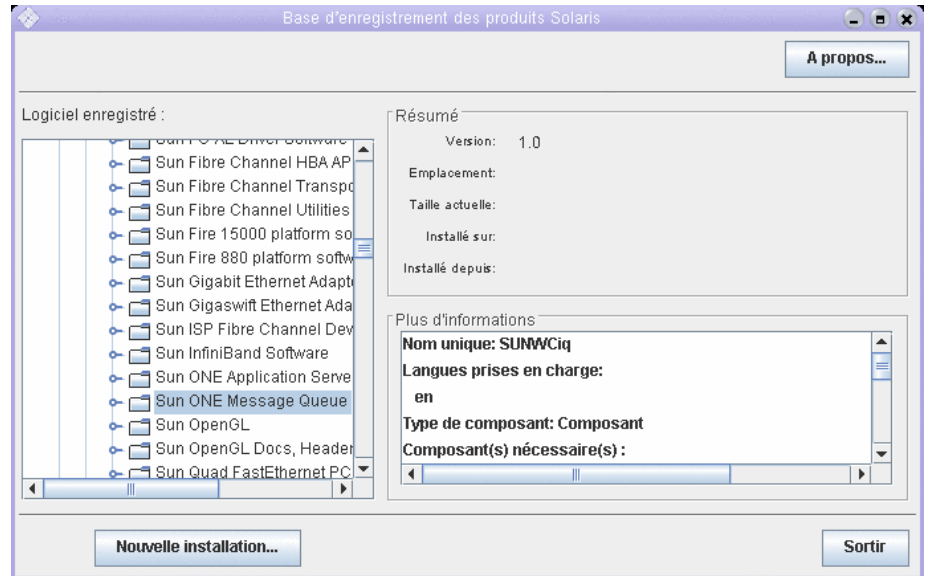 Base d'enregistrement des produits Solaris
A propos...
Logiciel enregistré :
Sun Fibre Channel HBA AP
Sun Fibre Channel Transpo
Sun Fibre Channel Utilities
Sun Fire 15000 platform so
Sun Fire 880 platform softw
Sun Gigabit Ethernet Adapt
Sun Gigaswift Ethernet Ada
Sun ISP Fibre Channel Dev
Sun InfiniBand Software
Sun ONE Application Serve
Sun ONE Message Queue
Sun OpenGL
Sun OpenGL Docs, Header
Sun Quad FastEthernet PC
Résumé
Version: 1.0
Emplacement:
Taille actuelle:
Installé sur:
Installé depuis:
Plus d'informations
Nom unique: SUNWCiq
Langues prises en charge:
en
Type de composant: Composant
Composant(s) nécessaire(s) :
Nouvelle installation...
Sortir